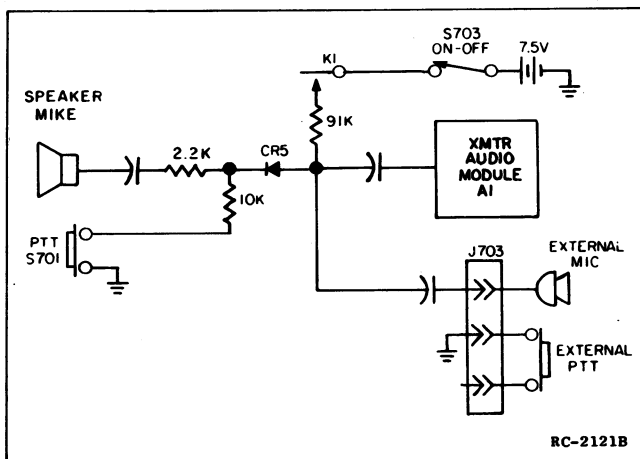 S703
ON-OFF
7.5V
K1
SPEAKER
MIKE
91K
2.2K
CR5
XMTR
AUDIO
MODULE
A1
10K
PTT
S701
J703
EXTERNAL
MIC
EXTERNAL
PTT
RC-2121B